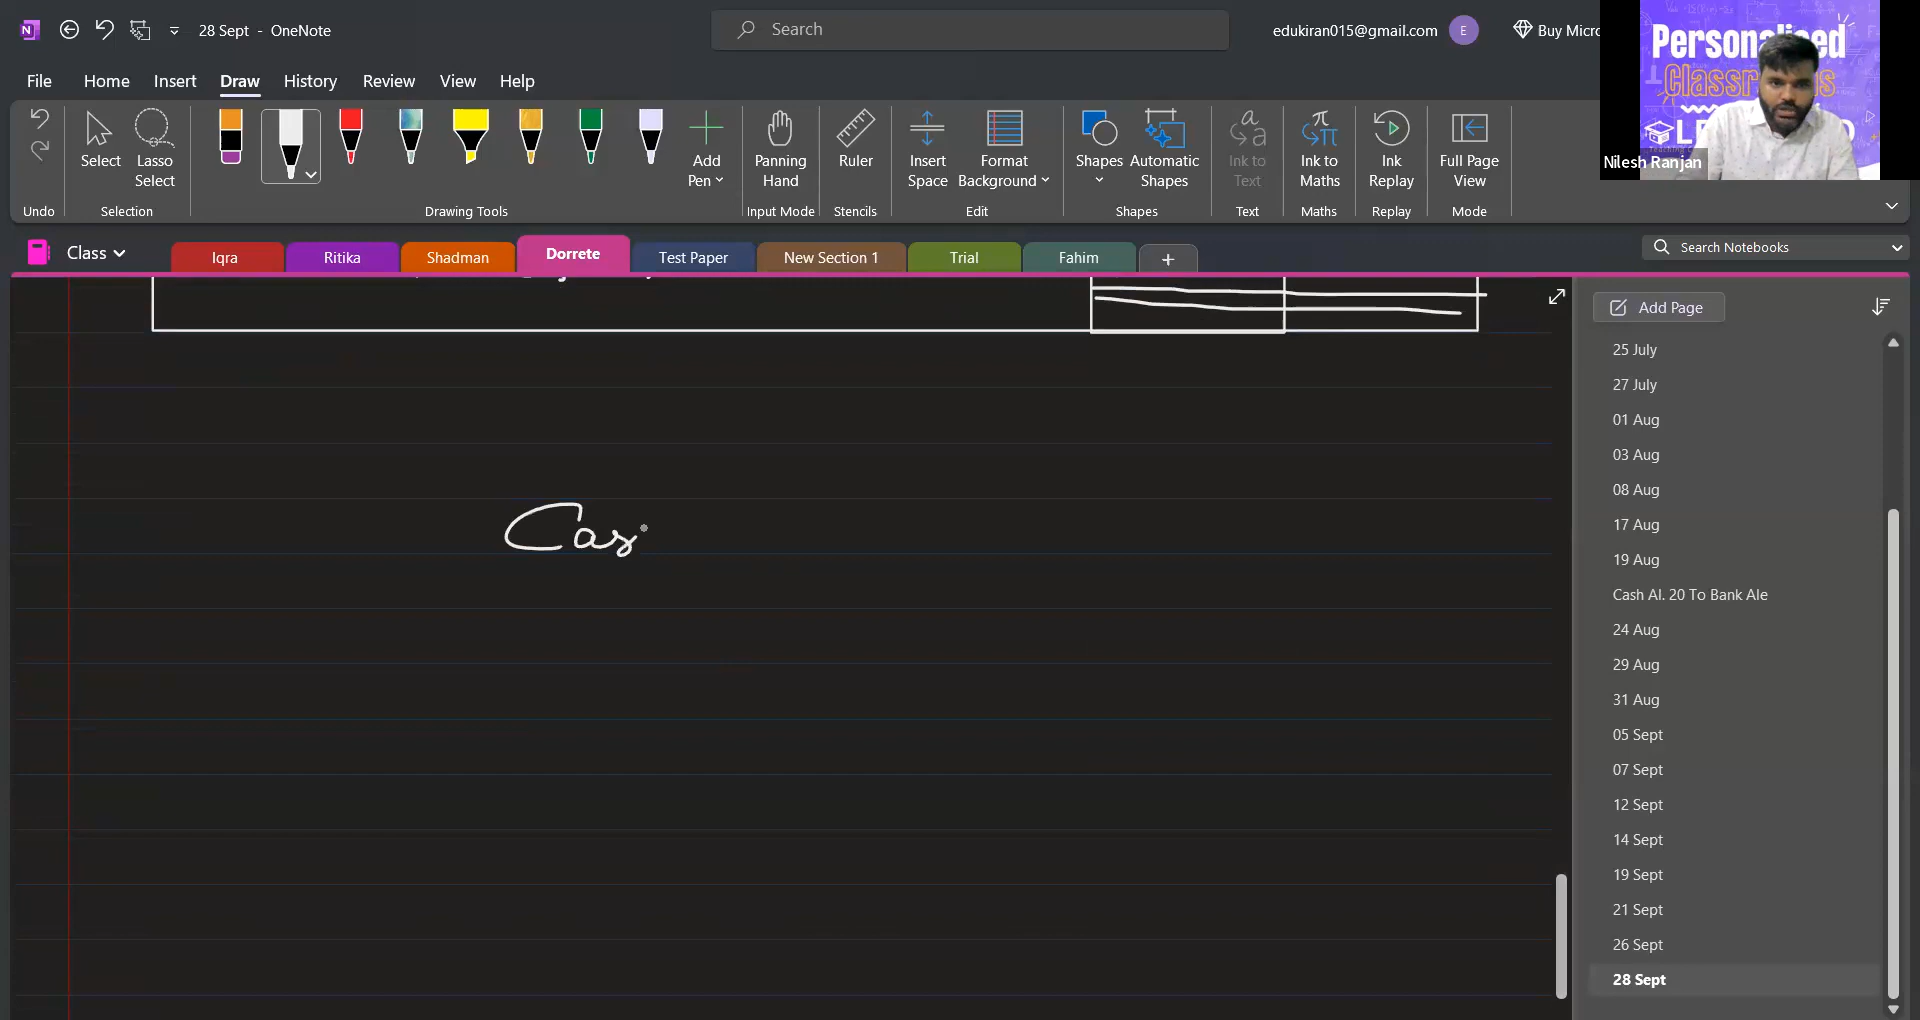 28 Sept - OneNote
Search
edukiran015@gmail.com
E
Buy Micro
File
Home
Insert
Draw
History
Review
View
Help
Select
Lasso
Select
Add
Pen
Panning
Hand
Ruler
Insert
Space
Format
Background
Shapes
Automatic
Shapes
Ink to
Text
Ink to
Maths
Ink
Replay
Full Page
View
Undo
Selection
Drawing Tools
Input Mode
Stencils
Edit
Shapes
Text
Maths
Replay
Mode
Personalised
Nilesh Ranjan
Class
Iqra
Ritika
Shadman
Dorrete
Test Paper
New Section 1
Trial
Fahim
Search Notebooks
Cas
Add Page
25 July
27 July
01 Aug
03 Aug
08 Aug
17 Aug
19 Aug
Cash Al. 20 To Bank Ale
24 Aug
29 Aug
31 Aug
05 Sept
07 Sept
12 Sept
14 Sept
19 Sept
21 Sept
26 Sept
28 Sept